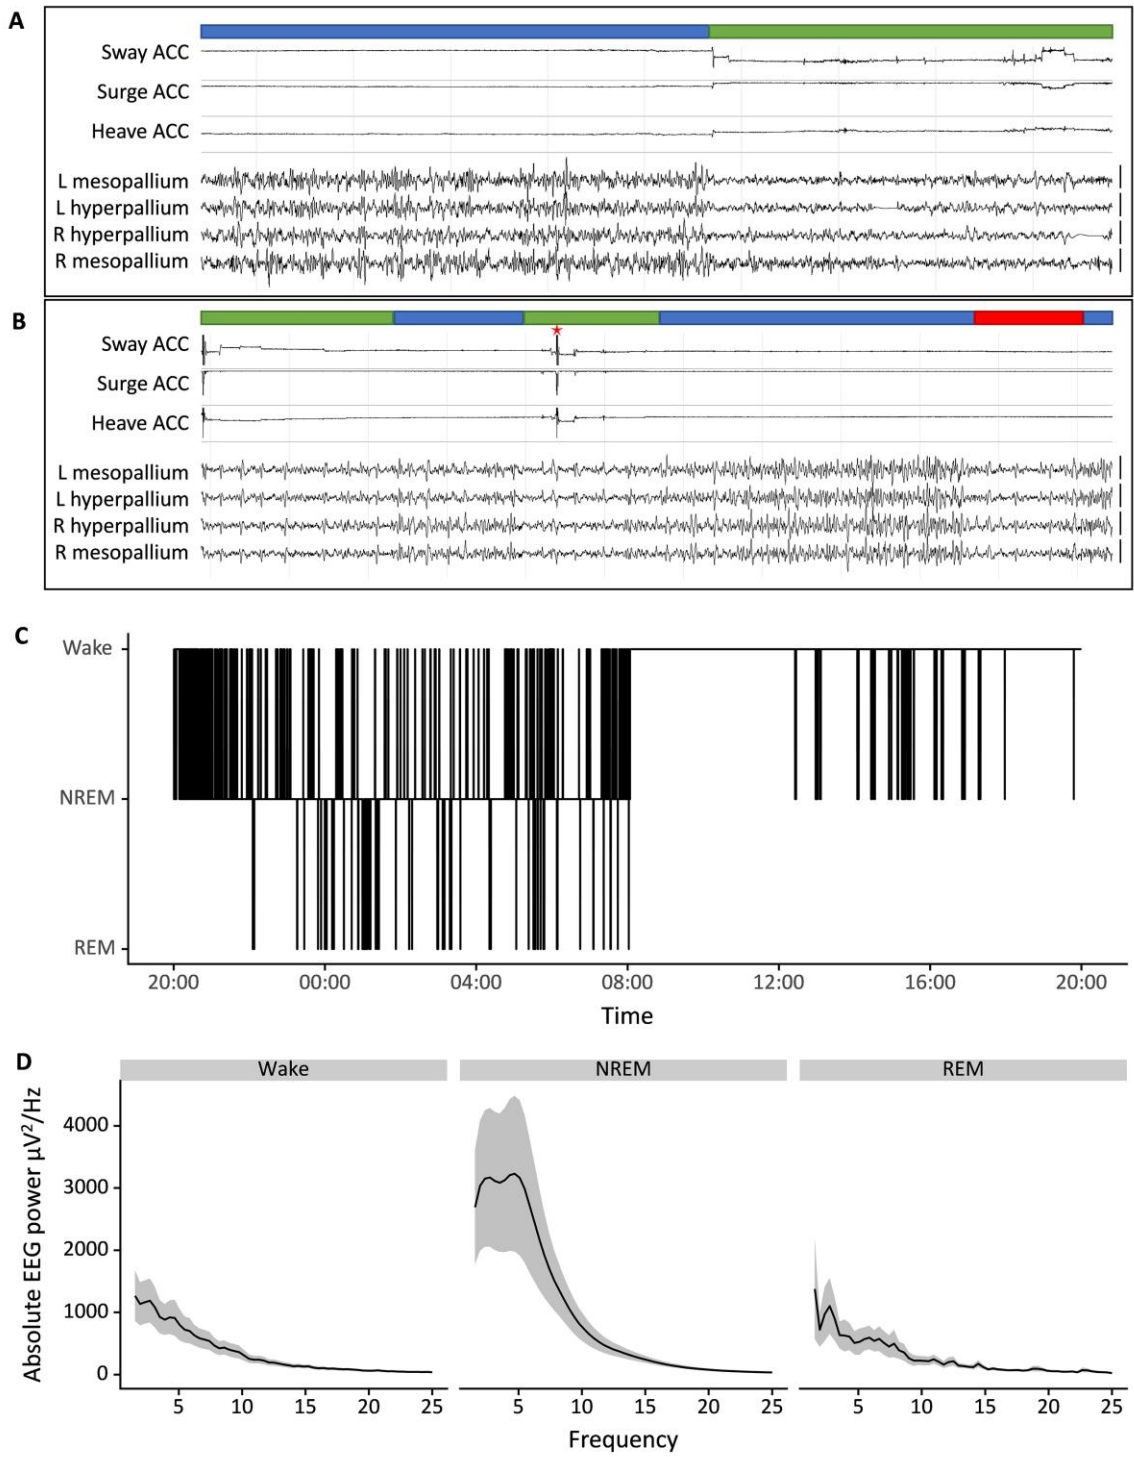 A
Sway ACC
Surge ACC
Heave ACC
L mesopallium
L hyperpallium
R hyperpallium
R mesopallium
B
Sway ACC
Surge ACC
Heave ACC
L mesopallium
L hyperpallium
R hyperpallium
R mesopallium
C
Wake
NREM
REM
20:00 00:00 04:00 08:00 12:00 16:00 20:00
Time
D
Wake NREM REM
Absolute EEG power µV²/Hz
4000
3000
2000
1000
0
5 10 15 20 25 5 10 15 20 25 5 10 15 20 25
Frequency